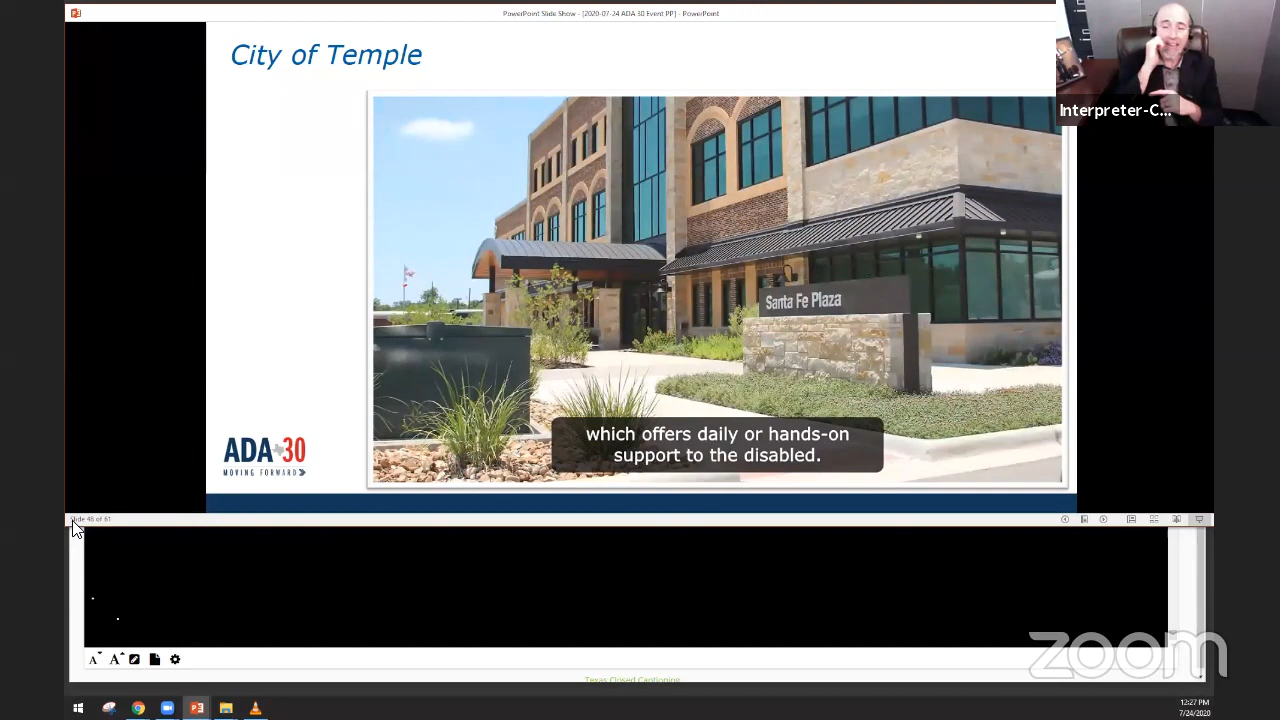 PowerPoint Slide Show - [2020-07-24 ADA 30 Event PP] - PowerPoint
City of Temple
Interpreter-C...
Santa Fe Plaza
which offers daily or hands-on
support to the disabled.
ADA 30
MOVING FORWARD
Slide 48 of 61
A A
zoom
Texas Closed Captioning
12:27 PM
7/24/2020